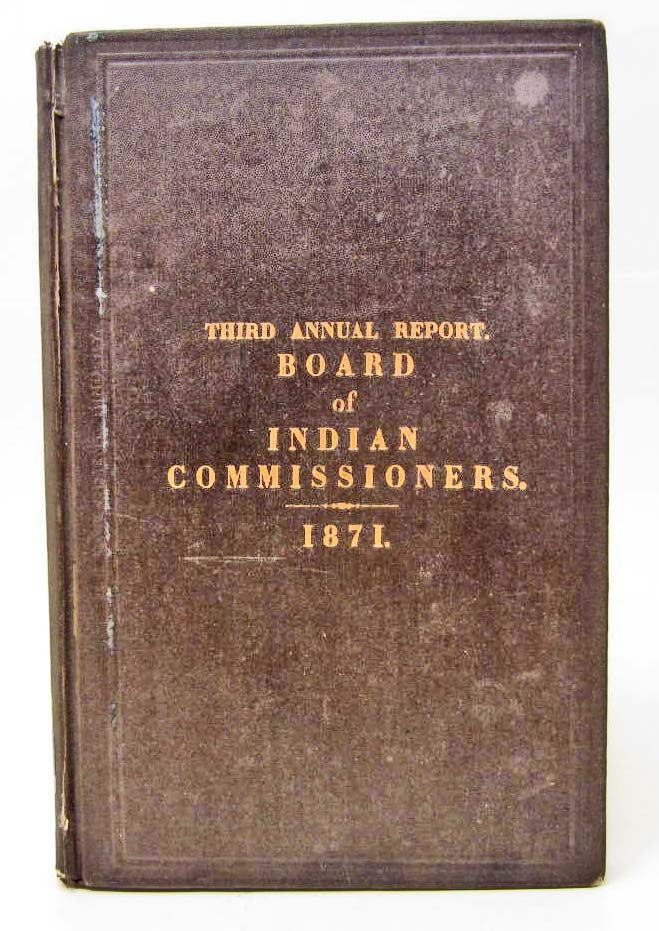 THIRD ANNUAL REPORT.
BOARD
of
INDIAN
COMMISSIONERS.
1871.